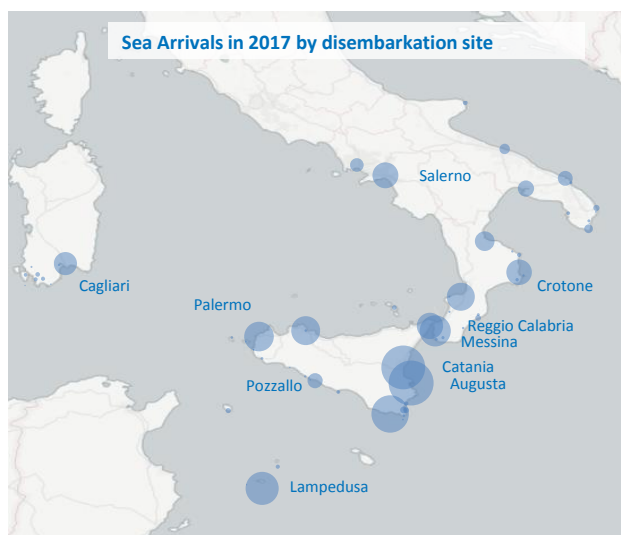 Sea Arrivals in 2017 by disembarkation site
Salerno
Cagliari
Crotone
Palermo
Reggio Calabria
Messina
Catania
Pozzallo
Augusta
Lampedusa